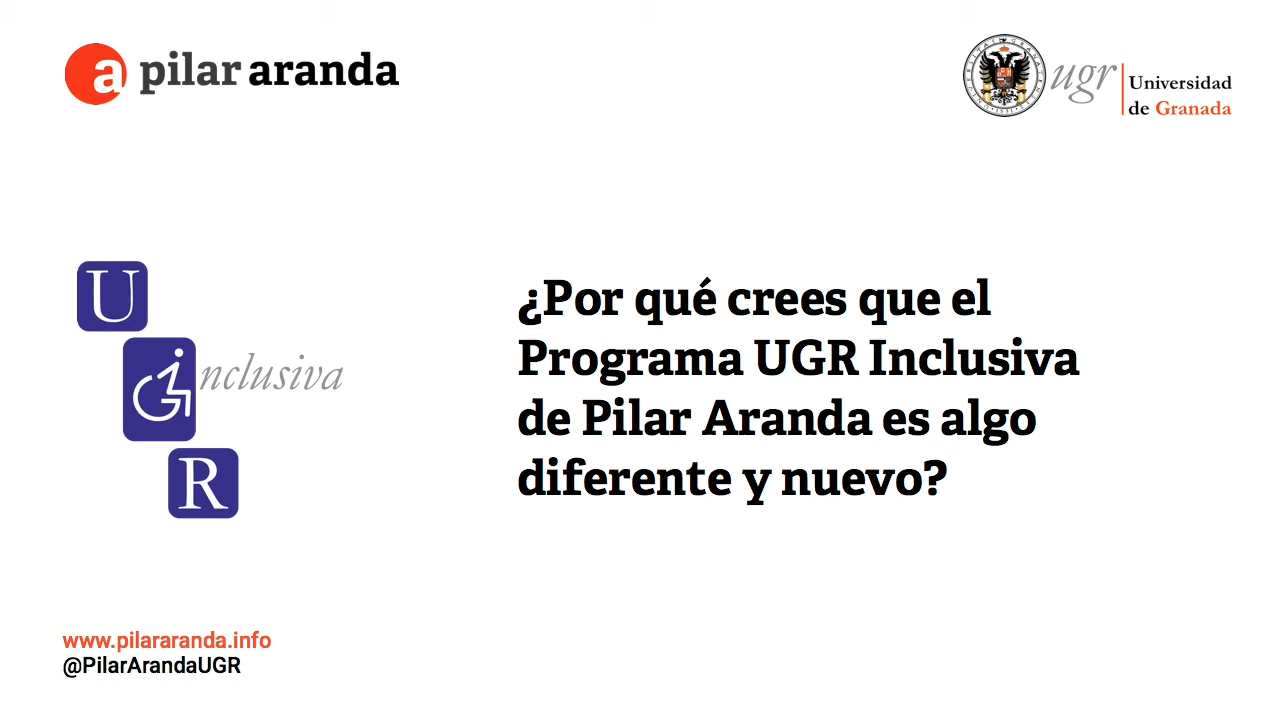 a pilar aranda
ugr Universidad
de Granada
U
inclusiva
R
¿Por qué crees que el
Programa UGR Inclusiva
de Pilar Aranda es algo
diferente y nuevo?
www.pilararanda.info
@PilarArandaUGR